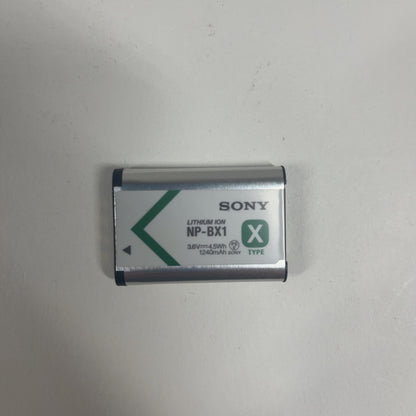 SONY
LITHIUM ION
NP-BX1
X
TYPE
3.6V⎓4.5Wh
1240mAh